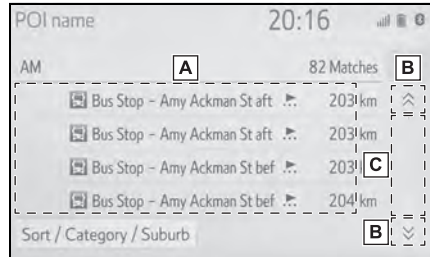 POI name 20:16
AM A 82 Matches B
Bus Stop - Amy Ackman St aft 203 km
Bus Stop - Amy Ackman St aft 203 km
Bus Stop - Amy Ackman St bef 203 C
Bus Stop - Amy Ackman St bef 204 km
Sort / Category / Suburb B